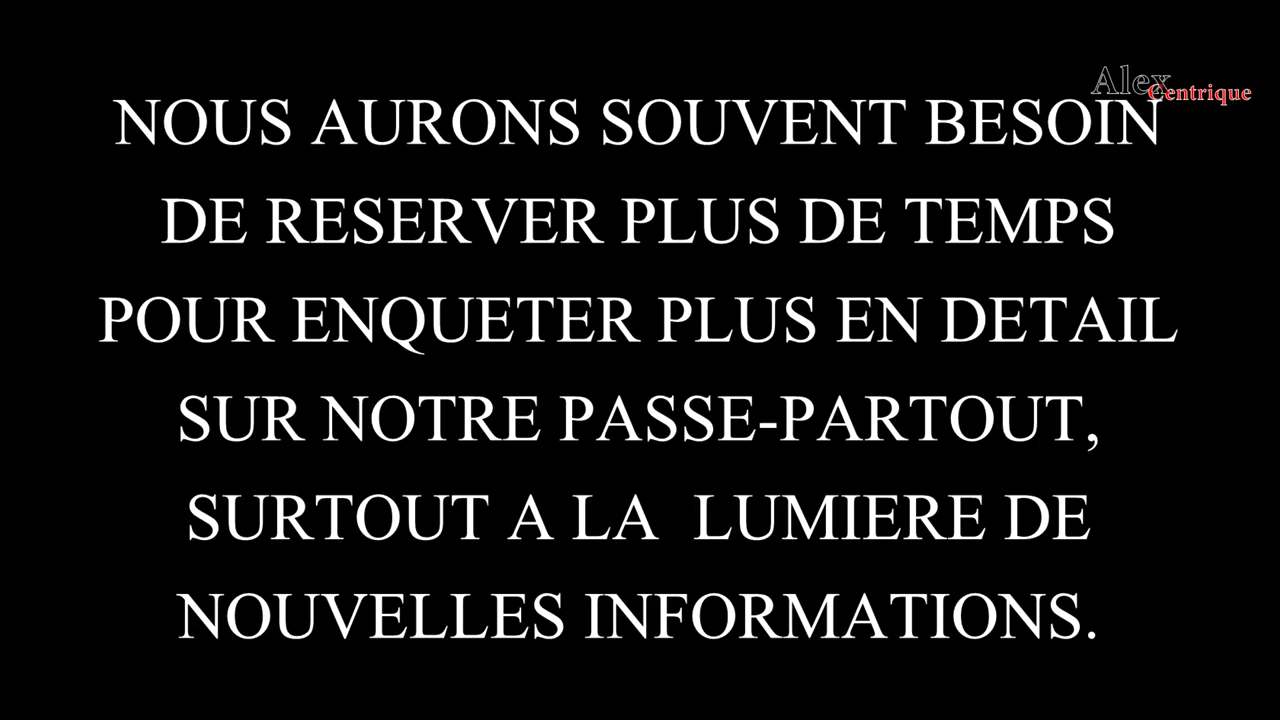 Alex
Centrique
NOUS AURONS SOUVENT BESOIN
DE RESERVER PLUS DE TEMPS
POUR ENQUETER PLUS EN DETAIL
SUR NOTRE PASSE-PARTOUT,
SURTOUT A LA  LUMIERE DE
NOUVELLES INFORMATIONS.